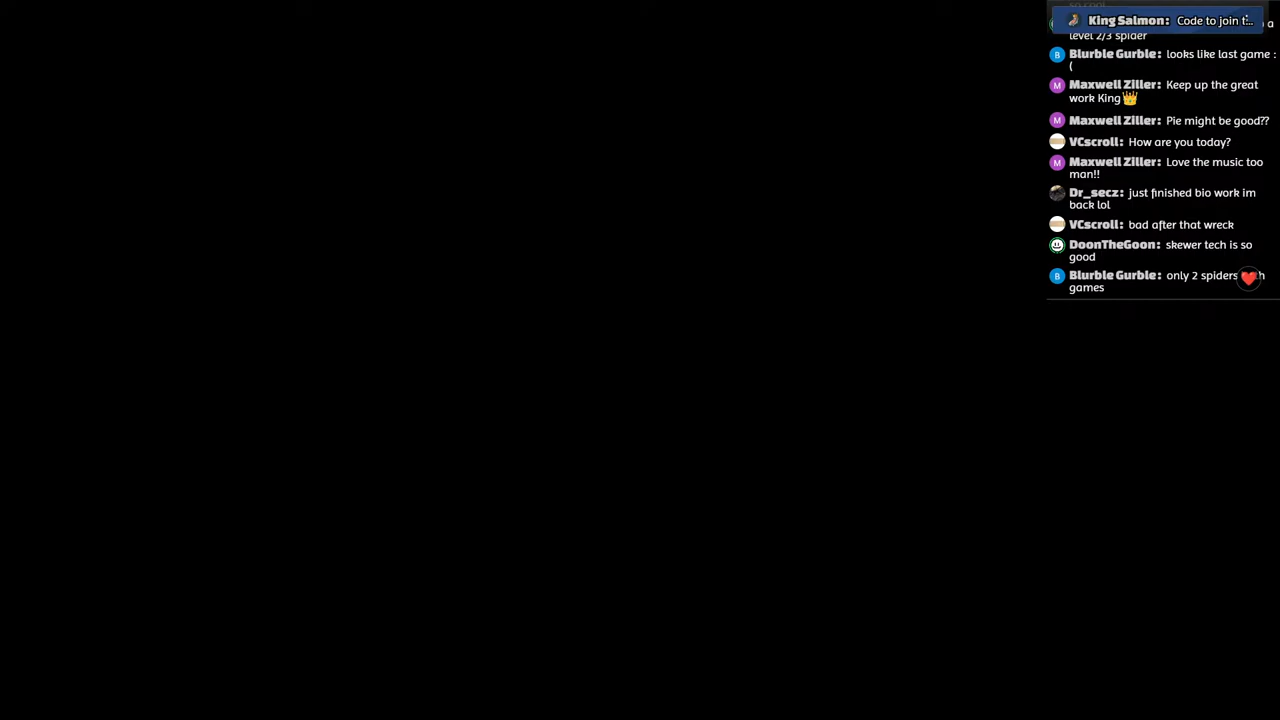 so cool
King Salmon: Code to join t...
a
level 2/3 spider
B Blurble Gurble: looks like last game :
(
M Maxwell Ziller: Keep up the great
work King👑
M Maxwell Ziller: Pie might be good??
VCscroll: How are you today?
M Maxwell Ziller: Love the music too
man!!
Dr_secz: just finished bio work im
back lol
VCscroll: bad after that wreck
DoonTheGoon: skewer tech is so
good
B Blurble Gurble: only 2 spiders
games